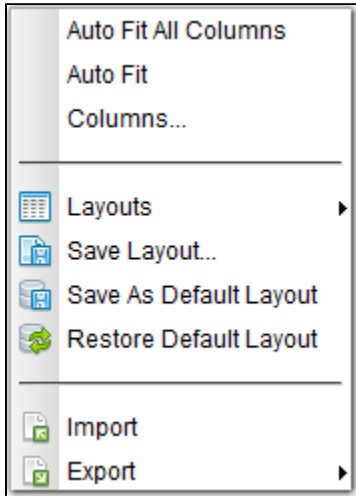 Auto Fit All Columns
Auto Fit
Columns...
Layouts
Save Layout...
Save As Default Layout
Restore Default Layout
Import
Export